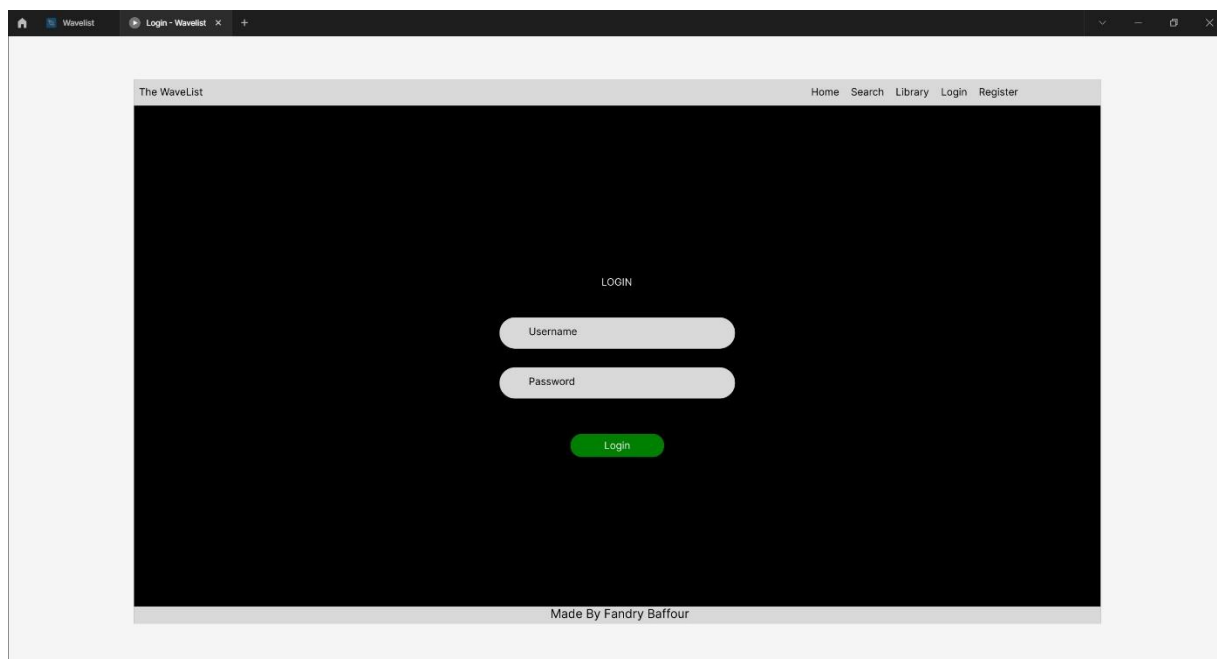 Wavelist Login - Wavelist
The WaveList Home Search Library Login Register
LOGIN
Username
Password
Login
Made By Fandry Baffour